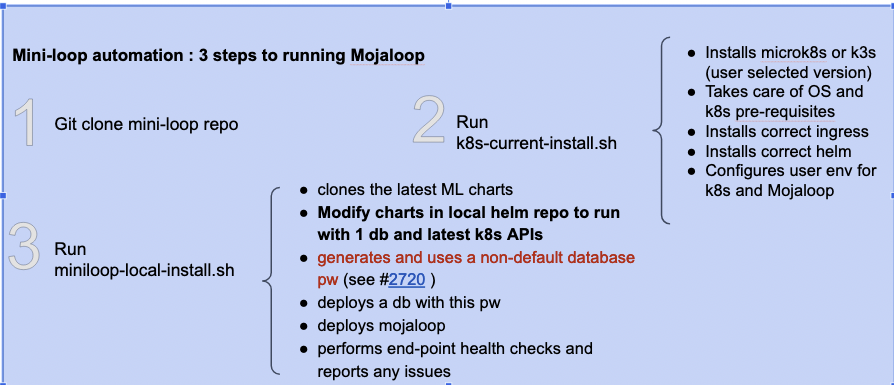 Mini-loop automation : 3 steps to running Mojaloop
1
Git clone mini-loop repo
2
Run
k8s-current-install.sh
● Installs microk8s or k3s
(user selected version)
● Takes care of OS and
k8s pre-requisites
● Installs correct ingress
● Installs correct helm
● Configures user env for
k8s and Mojaloop
3
Run
miniloop-local-install.sh
● clones the latest ML charts
● Modify charts in local helm repo to run
with 1 db and latest k8s APIs
● generates and uses a non-default database
pw (see #2720 )
● deploys a db with this pw
● deploys mojaloop
● performs end-point health checks and
reports any issues